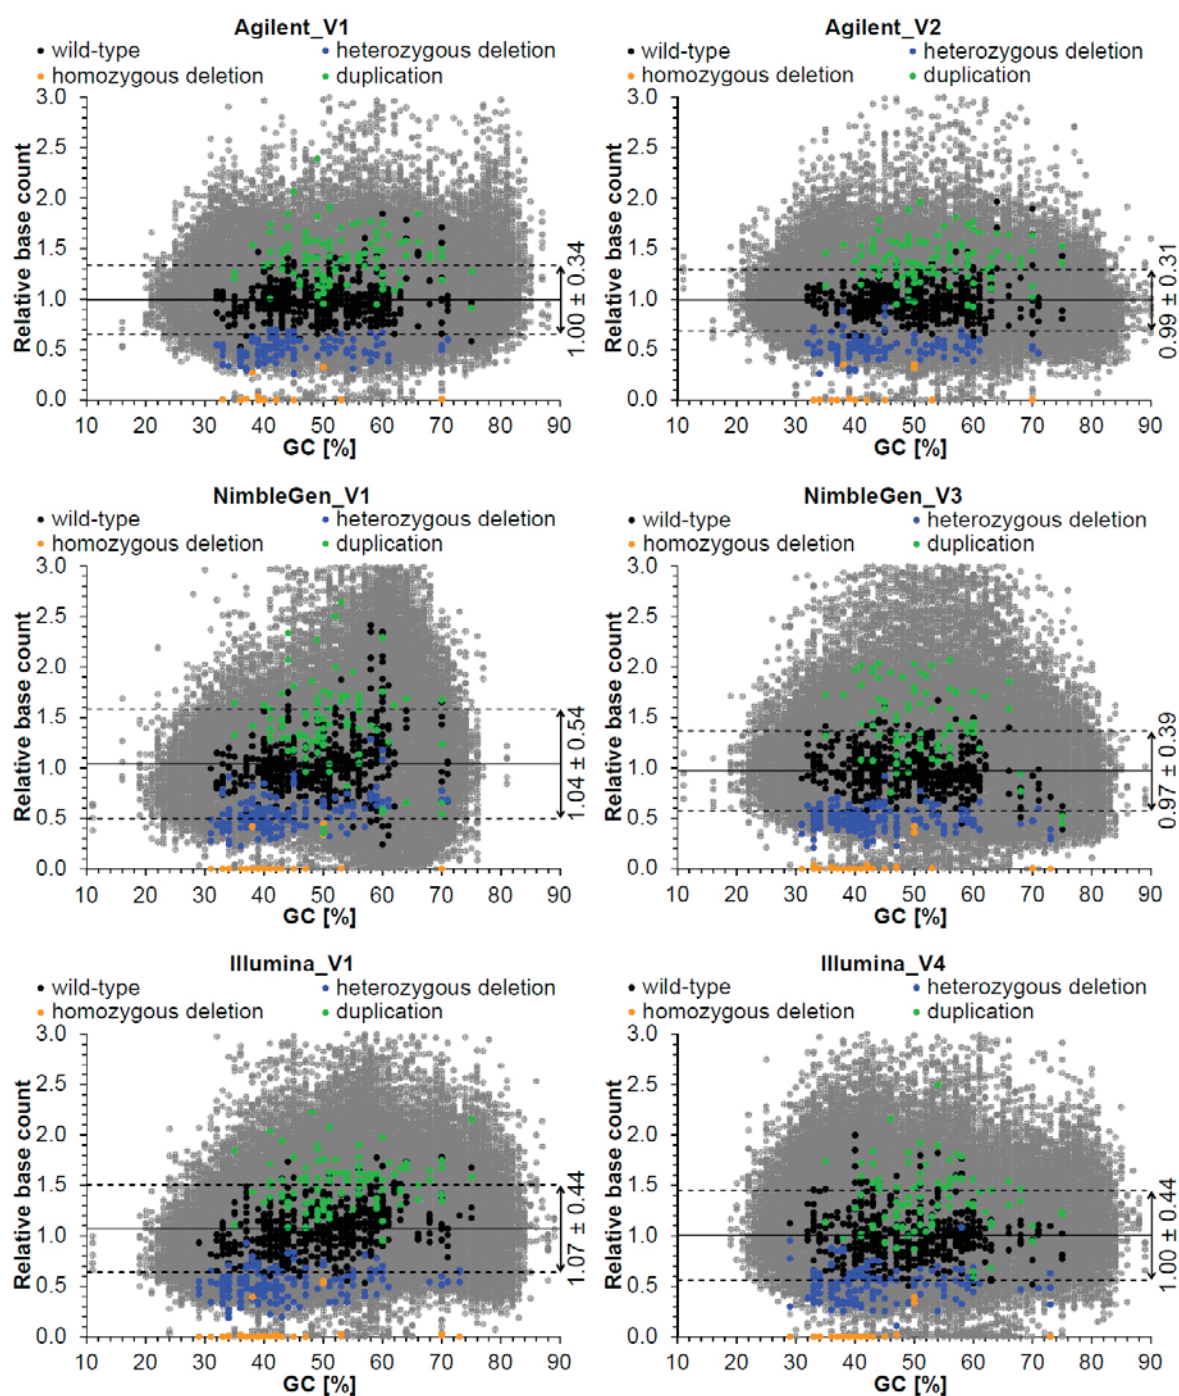 Agilent_V1
wild-type heterozygous deletion
homozygous deletion duplication
Relative base count
3.0
2.5
2.0
1.5
1.0
0.5
0.0
1.00 ± 0.34
10 20 30 40 50 60 70 80 90
GC [%]
Agilent_V2
wild-type heterozygous deletion
homozygous deletion duplication
Relative base count
3.0
2.5
2.0
1.5
1.0
0.5
0.0
0.99 ± 0.31
10 20 30 40 50 60 70 80 90
GC [%]
NimbleGen_V1
wild-type heterozygous deletion
homozygous deletion duplication
Relative base count
3.0
2.5
2.0
1.5
1.0
0.5
0.0
1.04 ± 0.54
10 20 30 40 50 60 70 80 90
GC [%]
NimbleGen_V3
wild-type heterozygous deletion
homozygous deletion duplication
Relative base count
3.0
2.5
2.0
1.5
1.0
0.5
0.0
0.97 ± 0.39
10 20 30 40 50 60 70 80 90
GC [%]
Illumina_V1
wild-type heterozygous deletion
homozygous deletion duplication
Relative base count
3.0
2.5
2.0
1.5
1.0
0.5
0.0
1.07 ± 0.44
10 20 30 40 50 60 70 80 90
GC [%]
Illumina_V4
wild-type heterozygous deletion
homozygous deletion duplication
Relative base count
3.0
2.5
2.0
1.5
1.0
0.5
0.0
1.00 ± 0.44
10 20 30 40 50 60 70 80 90
GC [%]